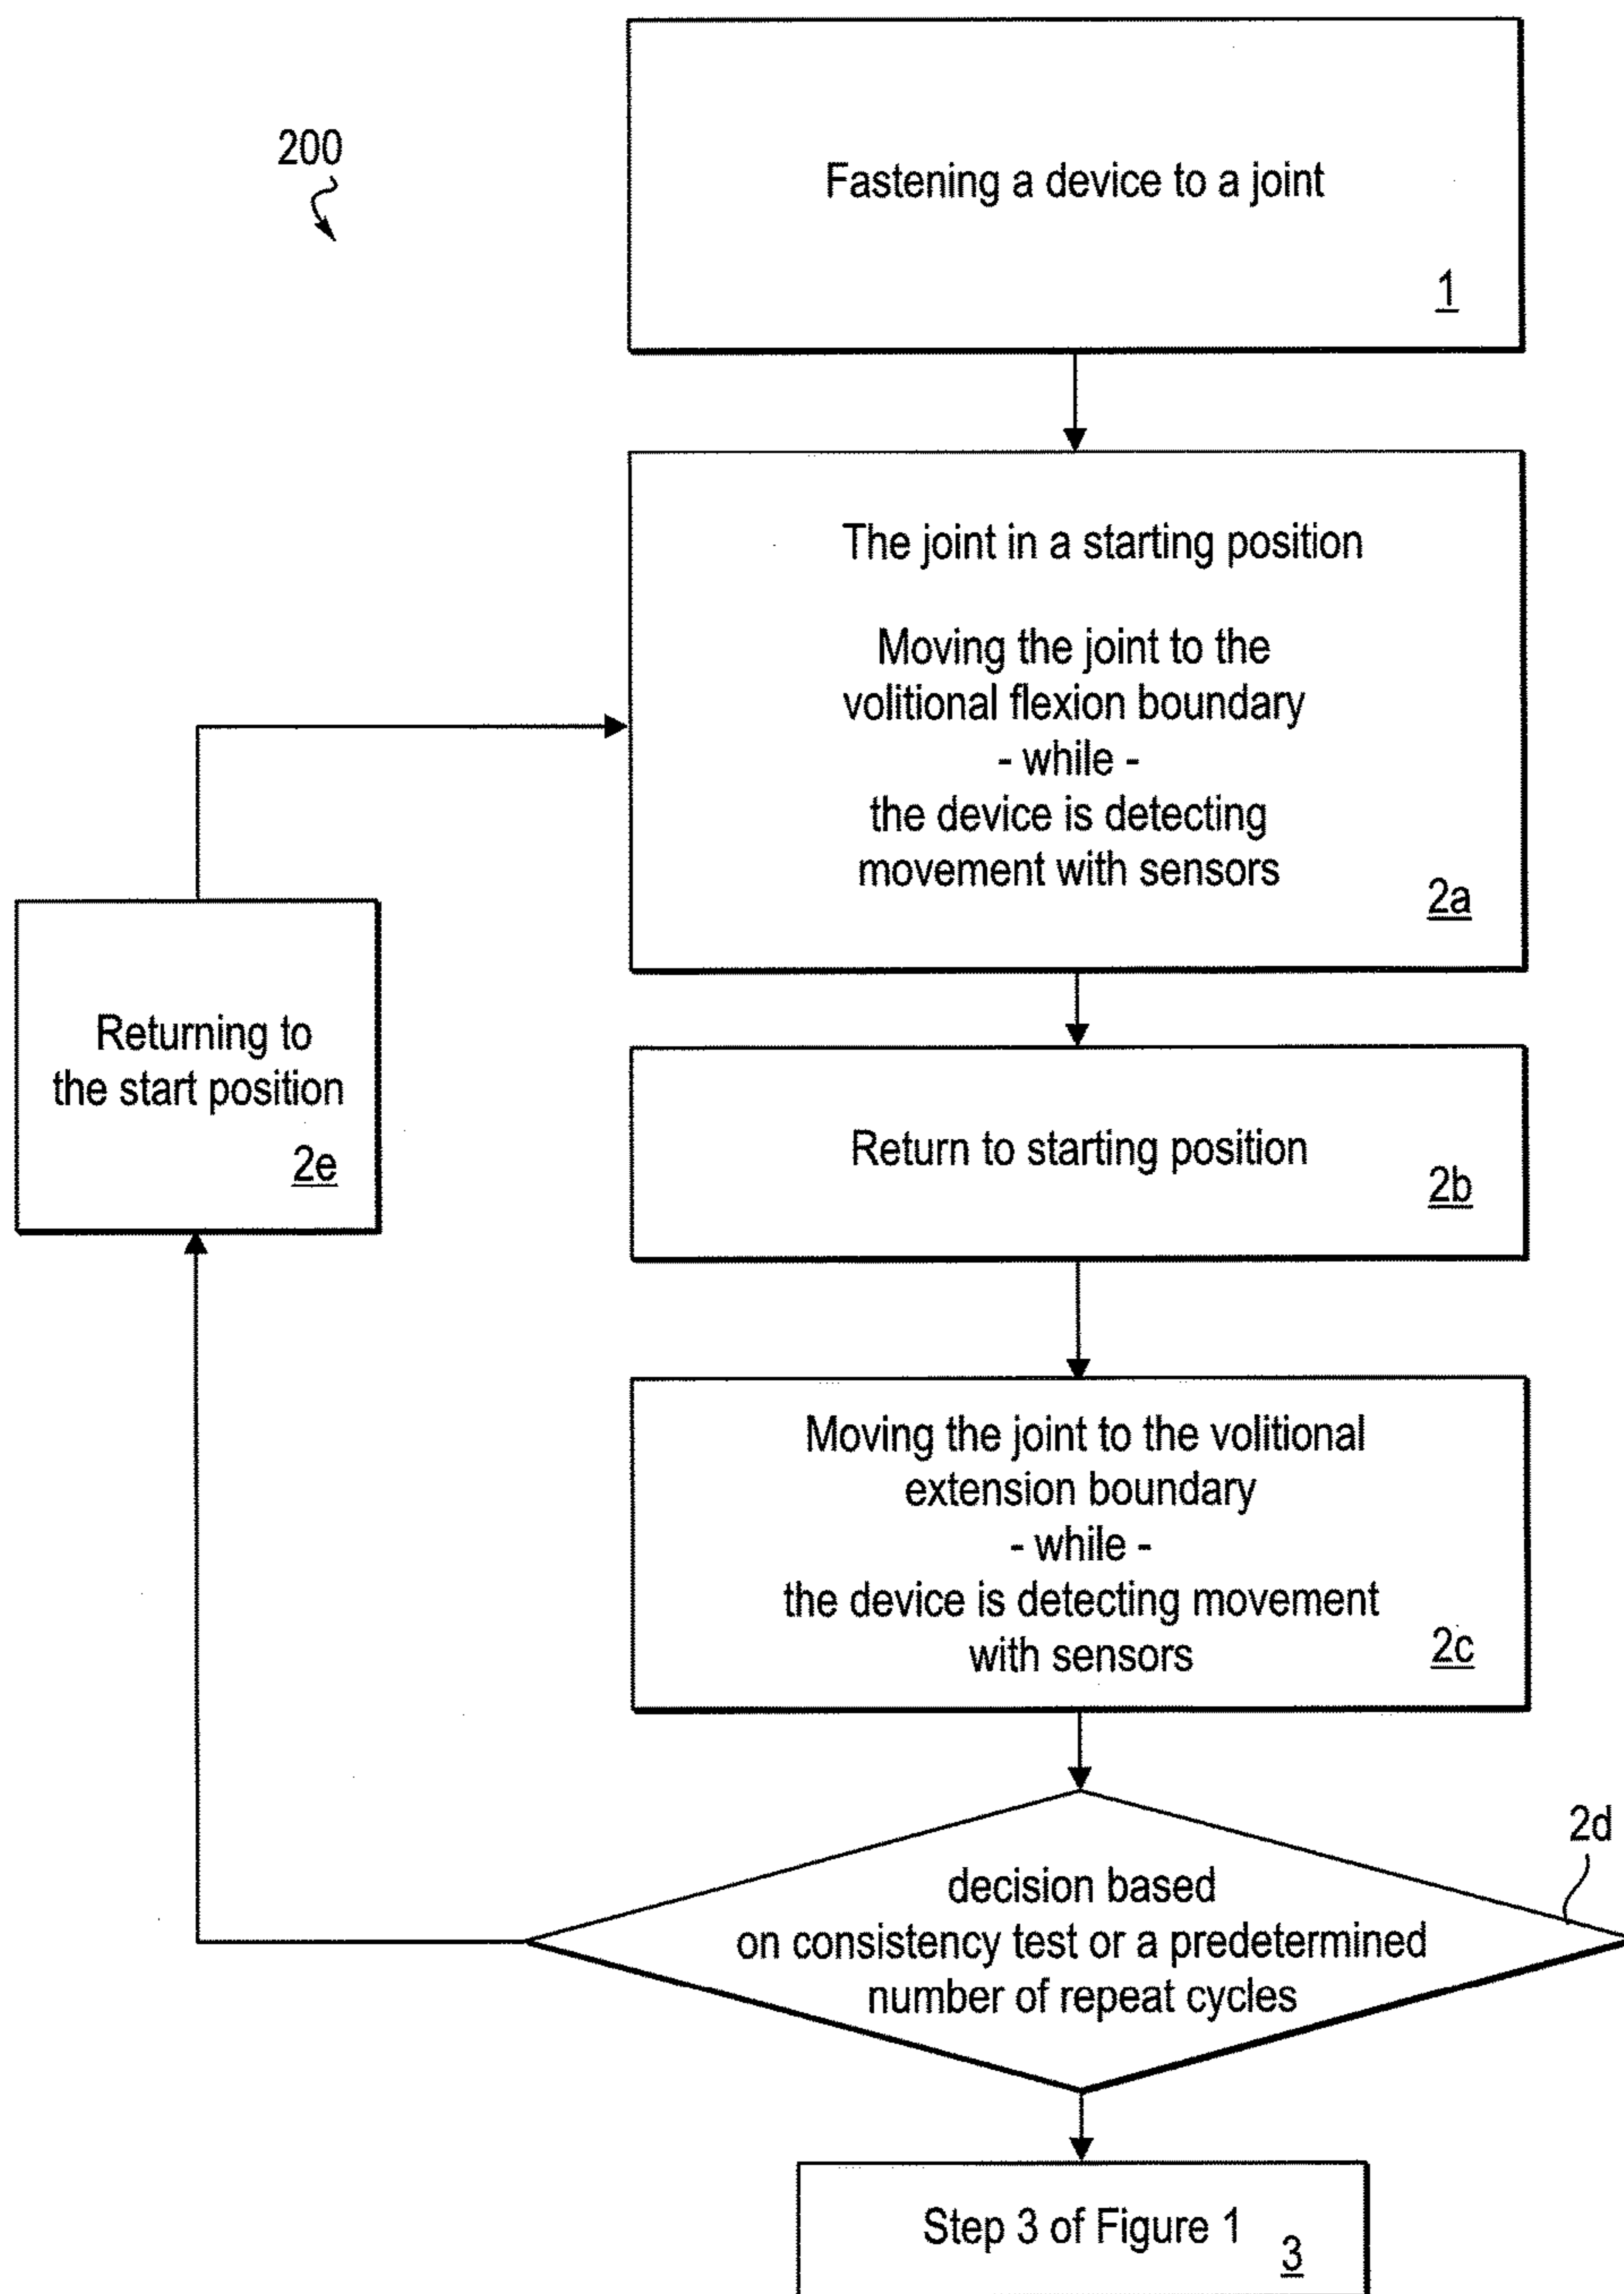 200
Fastening a device to a joint
1
The joint in a starting position
Moving the joint to the
volitional flexion boundary
- while -
the device is detecting
movement with sensors
2a
Returning to
the start position
2e
Return to starting position
2b
Moving the joint to the volitional
extension boundary
- while -
the device is detecting movement
with sensors
2c
2d
decision based
on consistency test or a predetermined
number of repeat cycles
Step 3 of Figure 1
3